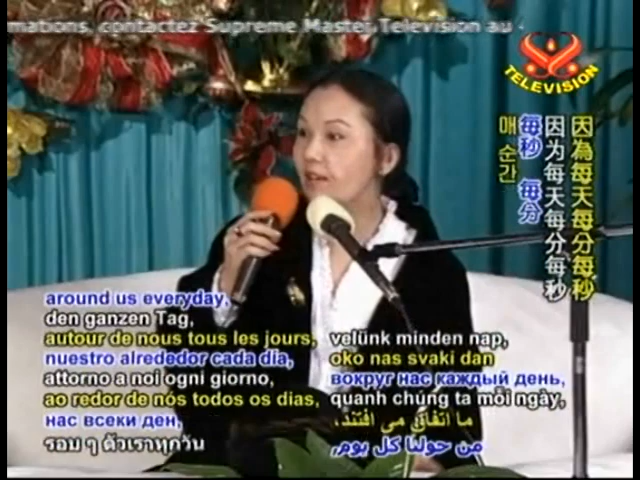 mations, contactez Supreme Master Television au
TELEVISION
因為每天每分每秒
因为每天每分每秒
每秒 每分
매 순간
around us everyday,
den ganzen Tag,
autour de nous tous les jours,
nuestro alrededor cada día,
attorno a noi ogni giorno,
ao redor de nós todos os dias,
нас всеки ден,
รอบ ๆ ตัวเราทุกวัน
velünk minden nap,
oko nas svaki dan
вокруг нас каждый день,
quanh chúng ta mỗi ngày,
ما اتفاق می افتند،
من حولنا كل يوم,